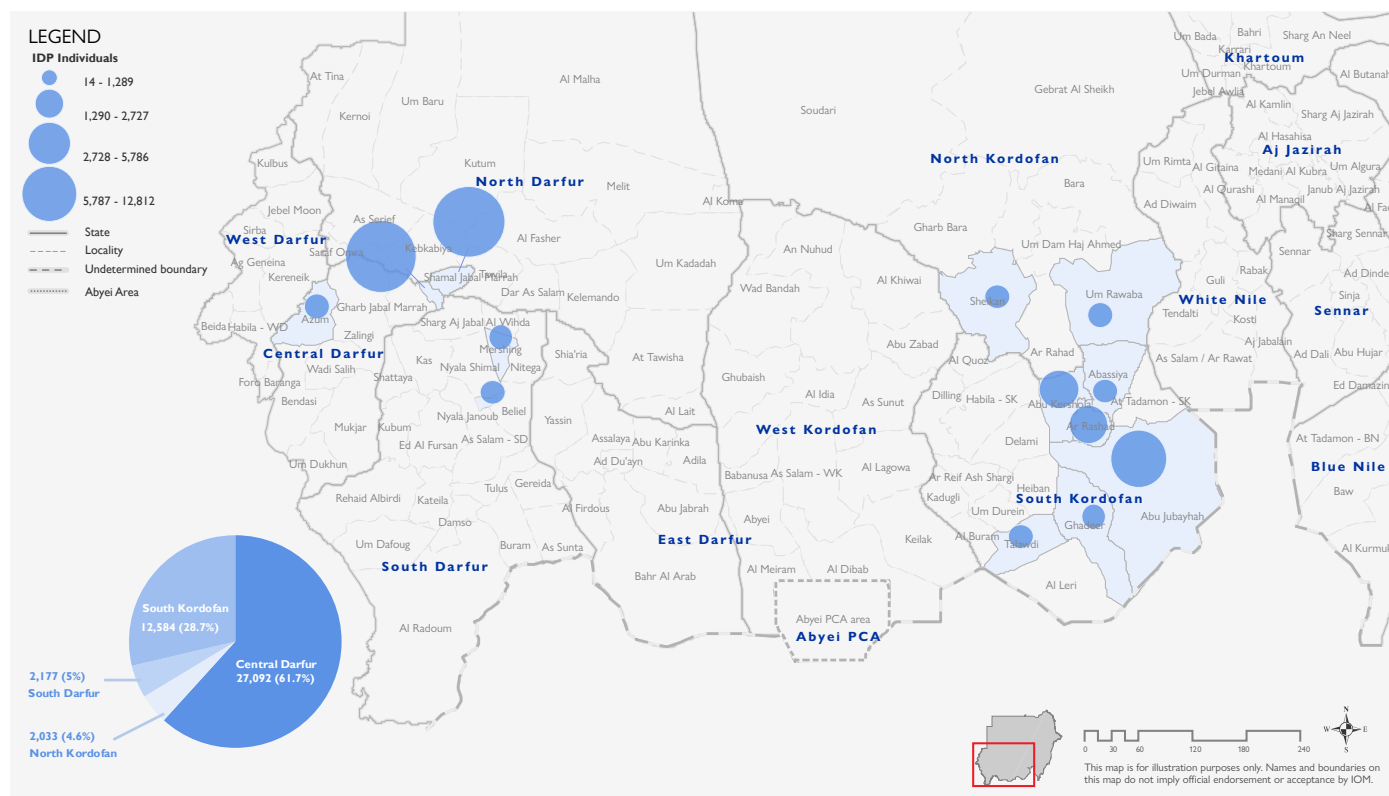 LEGEND
IDP Individuals
14 - 1,289
1,290 - 2,727
2,728 - 5,786
5,787 - 12,812
State
Locality
Undetermined boundary
Abyei Area
At Tina
Kernoi
Um Baru
Al Malha
Kulbus
Kutum
North Darfur
Melit
Al Koma
Jebel Moon
As Serief
Sirba
West Darfur
Saraf Omra
Kebkabiya
Al Fasher
Ag Geneina
Kereneik
Shamal Jabal Marrah
Tawila
Um Kadadah
Dar As Salam
Kelemando
Gharb Jabal Marrah
Azum
Beida
Habila - WD
Zalingi
Sharg Aj Jabal
Al Wihda
Mershing
Central Darfur
Wadi Salih
Kas
Nyala Shimal
Nitega
Shia'ria
At Tawisha
Foro Baranga
Shattaya
Bendasi
Nyala Janoub
Beliel
Yassin
Al Lait
Mukjar
Kubum
Ed Al Fursan
As Salam - SD
Assalaya
Abu Karinka
Um Dukhun
Ad Du'ayn
Adila
Rehaid Albirdi
Kateila
Tulus
Gereida
Damso
Al Firdous
Abu Jabrah
Um Dafoug
Buram
As Sunta
East Darfur
South Darfur
Bahr Al Arab
Al Radoum
Soudari
Gebrat Al Sheikh
North Kordofan
Bara
Gharb Bara
Um Dam Haj Ahmed
An Nuhud
Al Khiwai
Wad Bandah
Sheikan
Um Rawaba
Abu Zabad
Al Quoz
Ar Rahad
Ghubaish
Al Idia
As Sunut
Dilling
Habila - SK
Abassiya
Abu Kershola
At Tadamon - SK
Ar Rashad
West Kordofan
Delami
Babanusa
As Salam - WK
Al Lagowa
Ar Reif Ash Shargi
Kadugli
Heiban
South Kordofan
Um Durein
Abyei
Ghadeer
Abu Jubayhah
Keilak
Al Buram
Talawdi
Al Meiram
Al Dibab
Al Leri
Abyei PCA area
Abyei PCA
Um Bada
Bahri
Sharg An Neel
Karrari
Khartoum
Khartoum
Um Durman
Al Butanah
Jebel Awlia
Al Kamlin
Sharg Aj Jazirah
Al Hasahisa
Aj Jazirah
Um Rimta
Al Gitaina
Medani Al Kubra
Um Algura
Al Qurashi
Janub Aj Jazirah
Ad Diwaim
Al Managil
Sharg Sennar
Sennar
Guli
Rabak
Ad Dinder
White Nile
Sinja
Tendalti
Kosti
Sennar
Aj Jabalain
As Salam / Ar Rawat
Ad Dali
Abu Hujar
Ed Damazin
At Tadamon - BN
Blue Nile
Baw
Al Kurmuk
South Kordofan
12,584 (28.7%)
Central Darfur
27,092 (61.7%)
2,177 (5%)
South Darfur
2,033 (4.6%)
North Kordofan
0 30 60 120 180 240
N
W E
S
This map is for illustration purposes only. Names and boundaries on
this map do not imply official endorsement or acceptance by IOM.